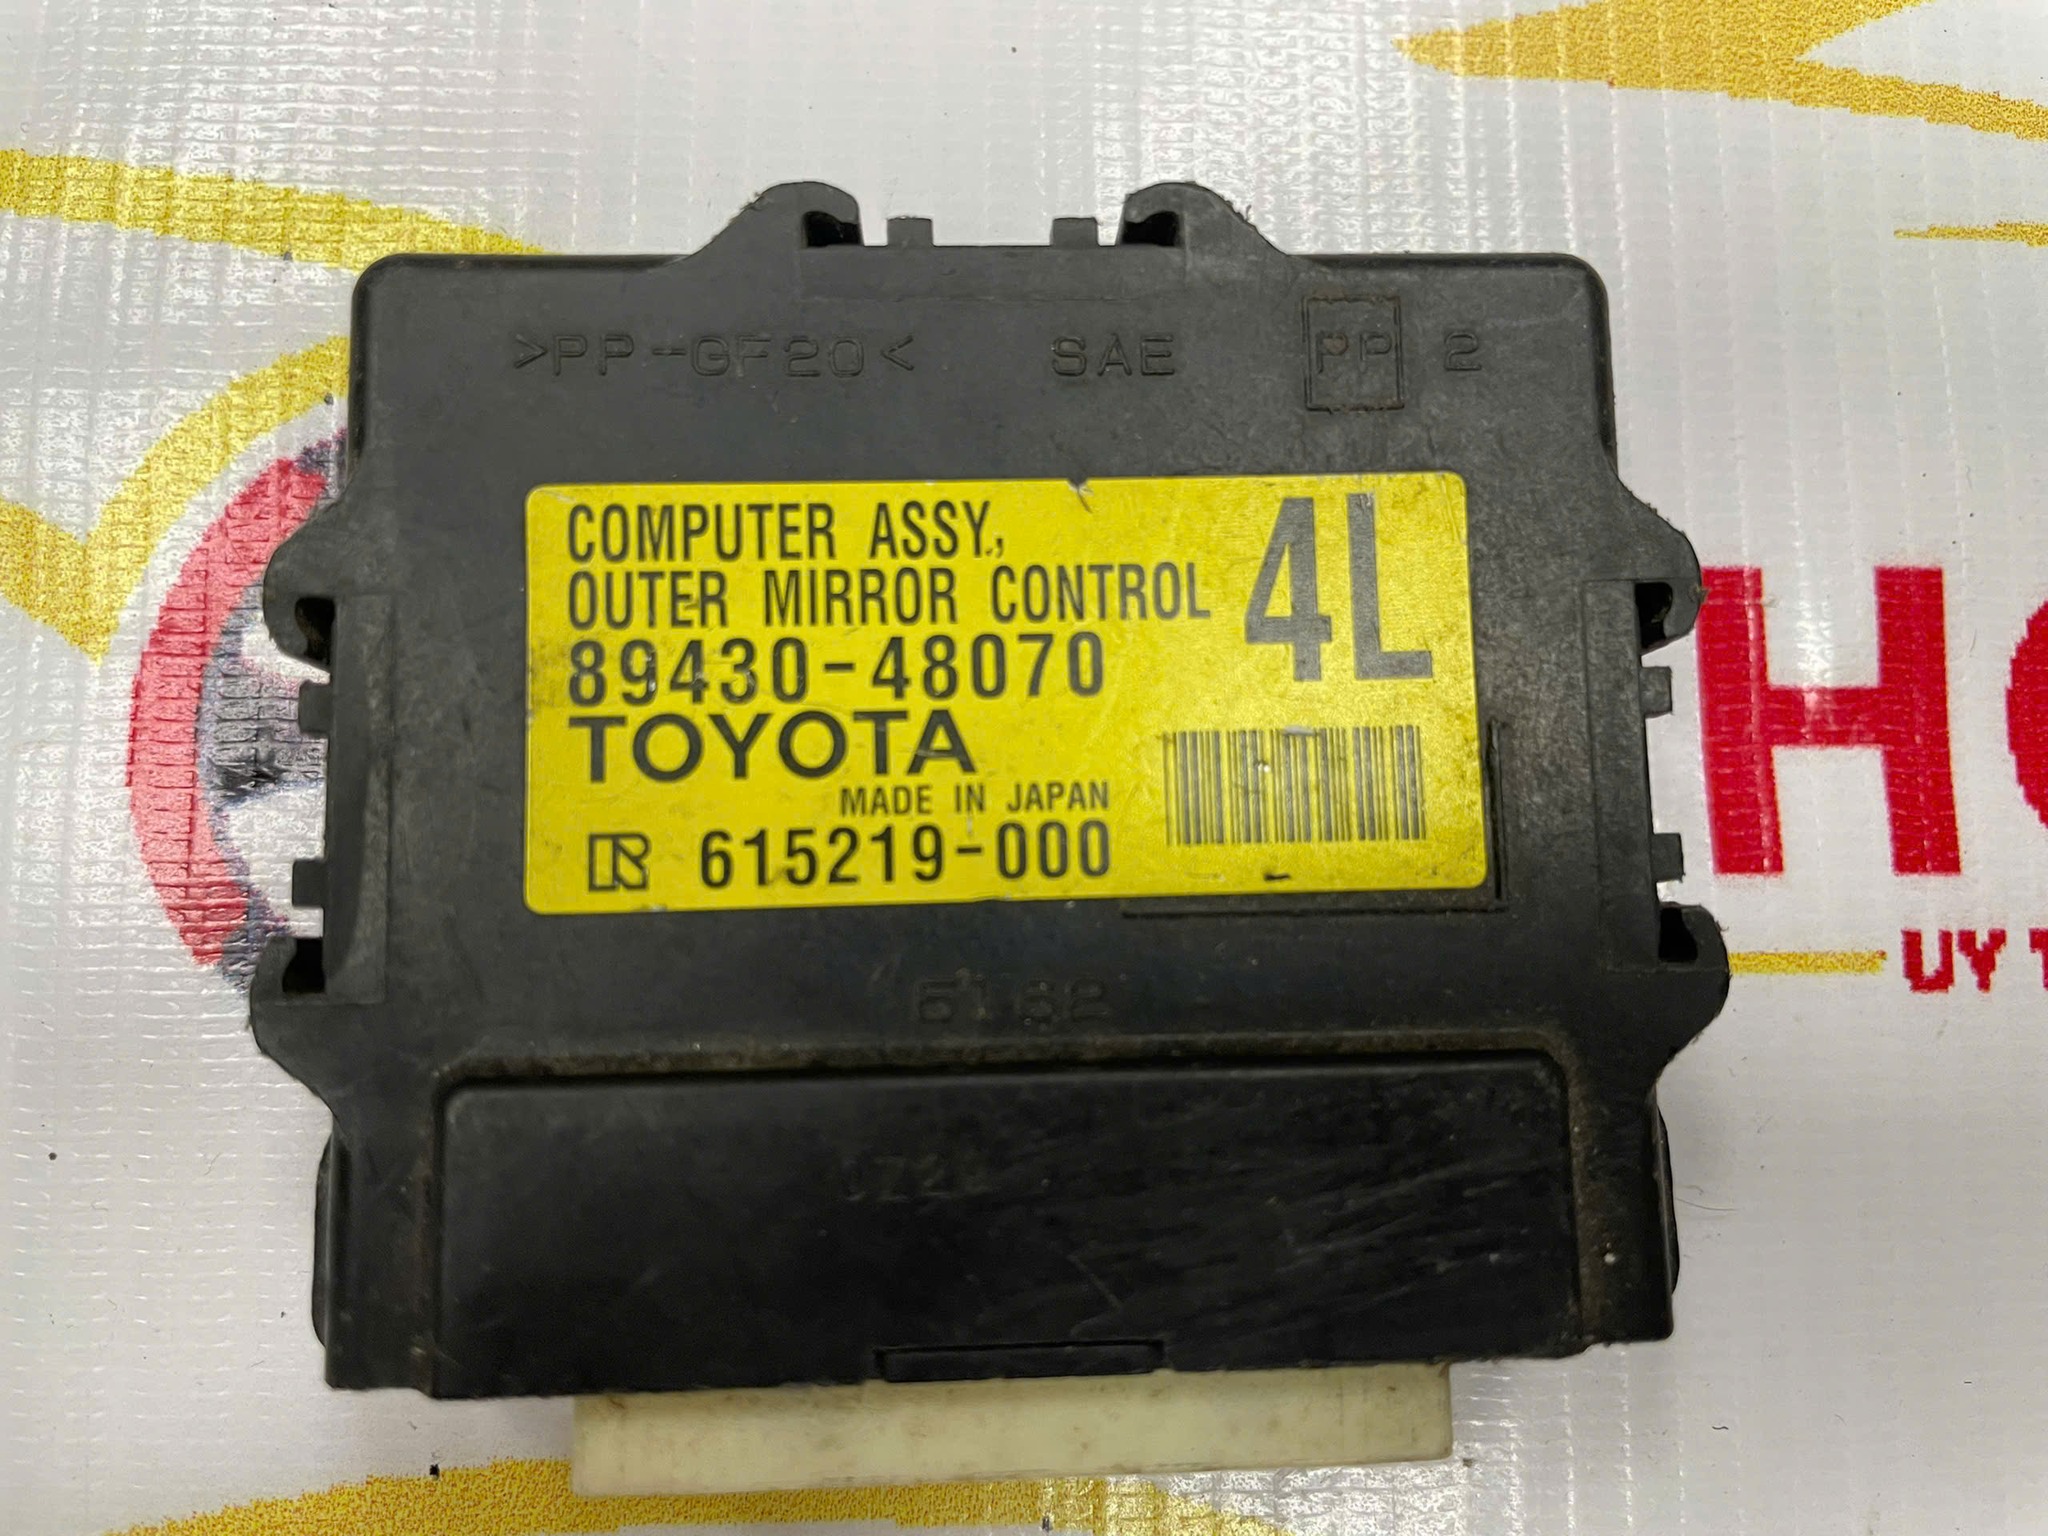 >PP-GF20< SAE PP 2
COMPUTER ASSY.,
OUTER MIRROR CONTROL
4L
89430-48070
TOYOTA
MADE IN JAPAN
R 615219-000
UY